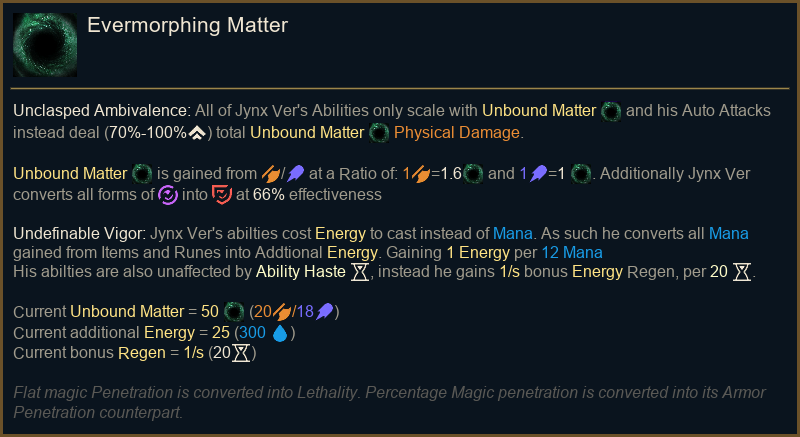 Evermorphing Matter
Unclasped Ambivalence: All of Jynx Ver's Abilities only scale with Unbound Matter and his Auto Attacks
instead deal (70%-100%) total Unbound Matter Physical Damage.
Unbound Matter is gained from / at a Ratio of: 1=1.6 and 1=1. Additionally Jynx Ver
converts all forms of into at 66% effectiveness
Undefinable Vigor: Jynx Ver's abilties cost Energy to cast instead of Mana. As such he converts all Mana
gained from Items and Runes into Addtional Energy. Gaining 1 Energy per 12 Mana
His abilties are also unaffected by Ability Haste, instead he gains 1/s bonus Energy Regen, per 20.
Current Unbound Matter = 50 (20/18)
Current additional Energy = 25 (300)
Current bonus Regen = 1/s (20)
Flat magic Penetration is converted into Lethality. Percentage Magic penetration is converted into its Armor
Penetration counterpart.